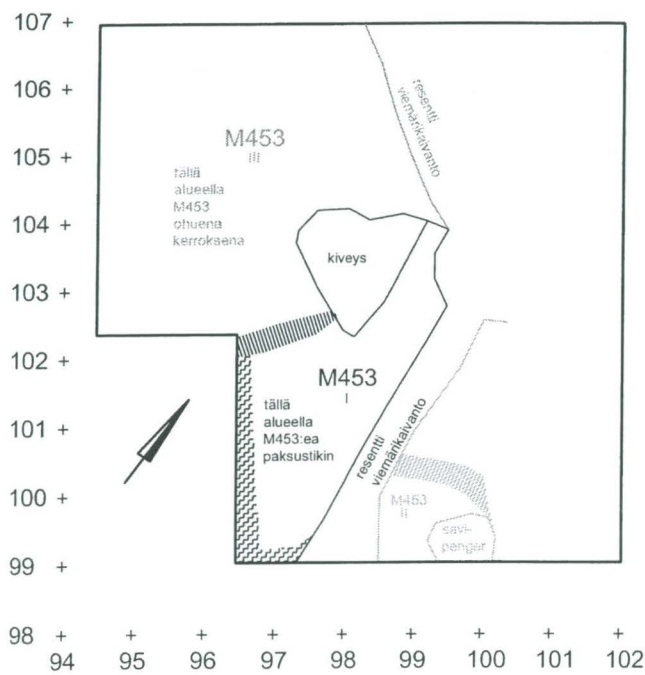 107 +
106 +
105 +
104 +
103 +
102 +
101 +
100 +
99 +
98 +
resentti
viemärikaivanto
M453
III
tällä
alueella
M453
ohuena
kerroksena
kiveys
M453
I
tällä
alueella
M453:ea
paksustikin
resentti
viemärikaivanto
M453
II
savi-
penger
+ + + + + + + +
94 95 96 97 98 99 100 101 102